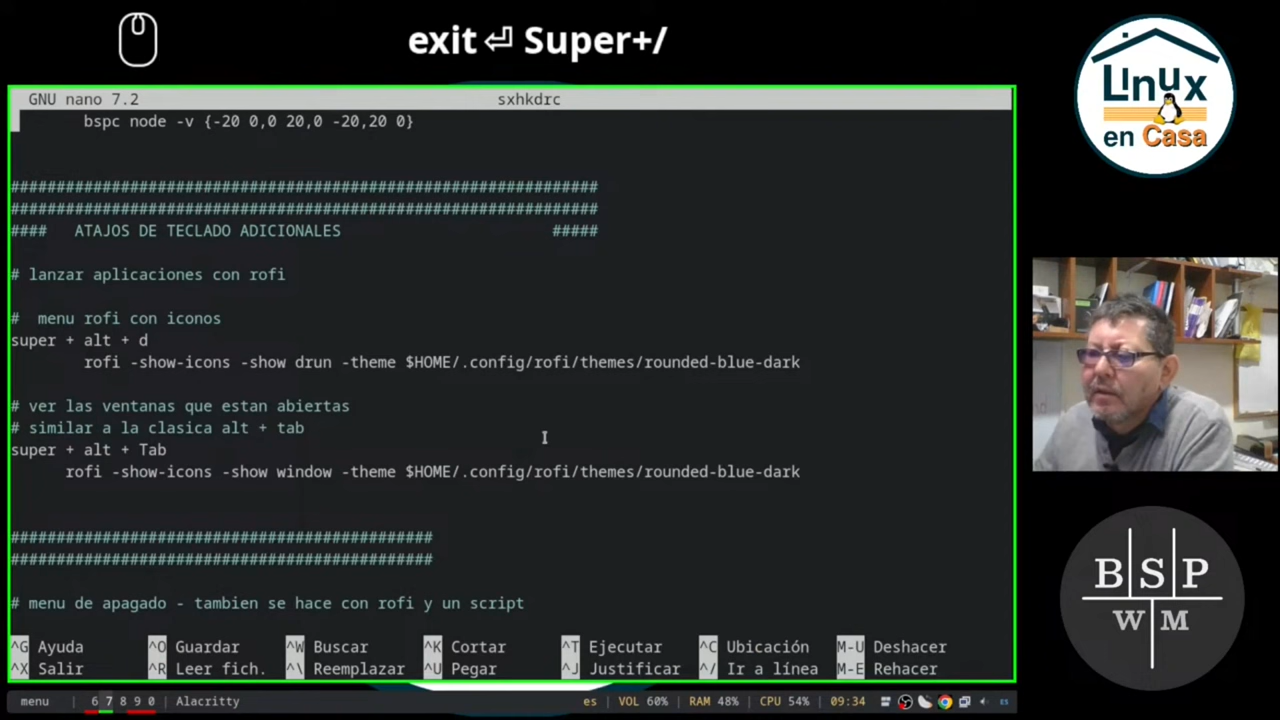 exit ⏎ Super+/
LInux
en Casa
GNU nano 7.2 sxhkdrc
bspc node -v {-20 0,0 20,0 -20,20 0}
################################################################
################################################################
#### ATAJOS DE TECLADO ADICIONALES #####
# lanzar aplicaciones con rofi
# menu rofi con iconos
super + alt + d
rofi -show-icons -show drun -theme $HOME/.config/rofi/themes/rounded-blue-dark
# ver las ventanas que estan abiertas
# similar a la clasica alt + tab
super + alt + Tab
rofi -show-icons -show window -theme $HOME/.config/rofi/themes/rounded-blue-dark
##############################################
##############################################
# menu de apagado - tambien se hace con rofi y un script
^G Ayuda ^O Guardar ^W Buscar ^K Cortar ^T Ejecutar ^C Ubicación M-U Deshacer
^X Salir ^R Leer fich. ^\ Reemplazar ^U Pegar ^J Justificar ^/ Ir a línea M-E Rehacer
BSP
WM
menu | 6 7 8 9 0 | Alacritty es | VOL 60% | RAM 48% | CPU 54% | 09:34 ES